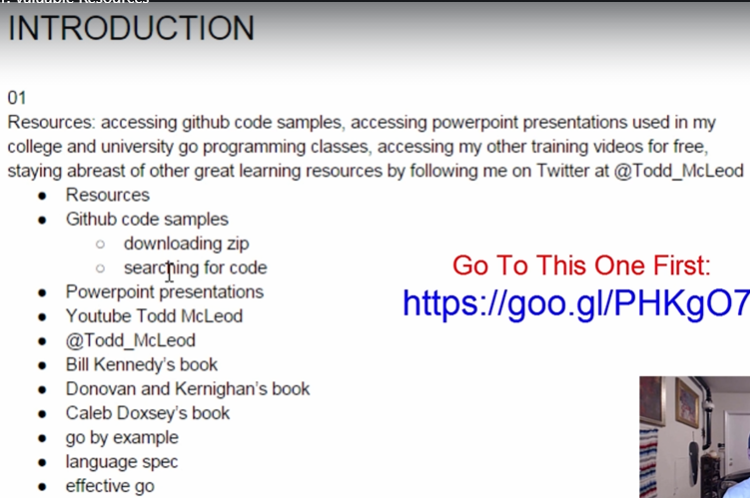 1. Valuable Resources
INTRODUCTION
01
Resources: accessing github code samples, accessing powerpoint presentations used in my
college and university go programming classes, accessing my other training videos for free,
staying abreast of other great learning resources by following me on Twitter at @Todd_McLeod
Resources
Github code samples
downloading zip
searching for code
Powerpoint presentations
Youtube Todd McLeod
@Todd_McLeod
Bill Kennedy's book
Donovan and Kernighan's book
Caleb Doxsey's book
go by example
language spec
effective go
Go To This One First:
https://goo.gl/PHKgO7